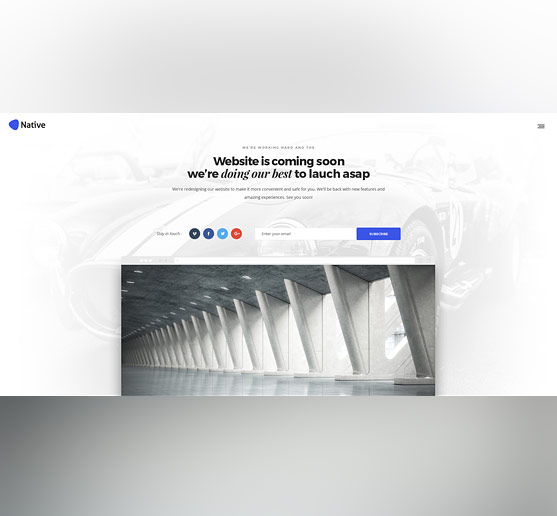 Native
WE'RE WORKING HARD AND THE
Website is coming soon
we're doing our best to lauch asap
We're redesigning our website to make it more convenient and safe for you. We'll be back with new features and
amazing experiences. See you soon!
Stay in touch :
Enter your email
SUBSCRIBE